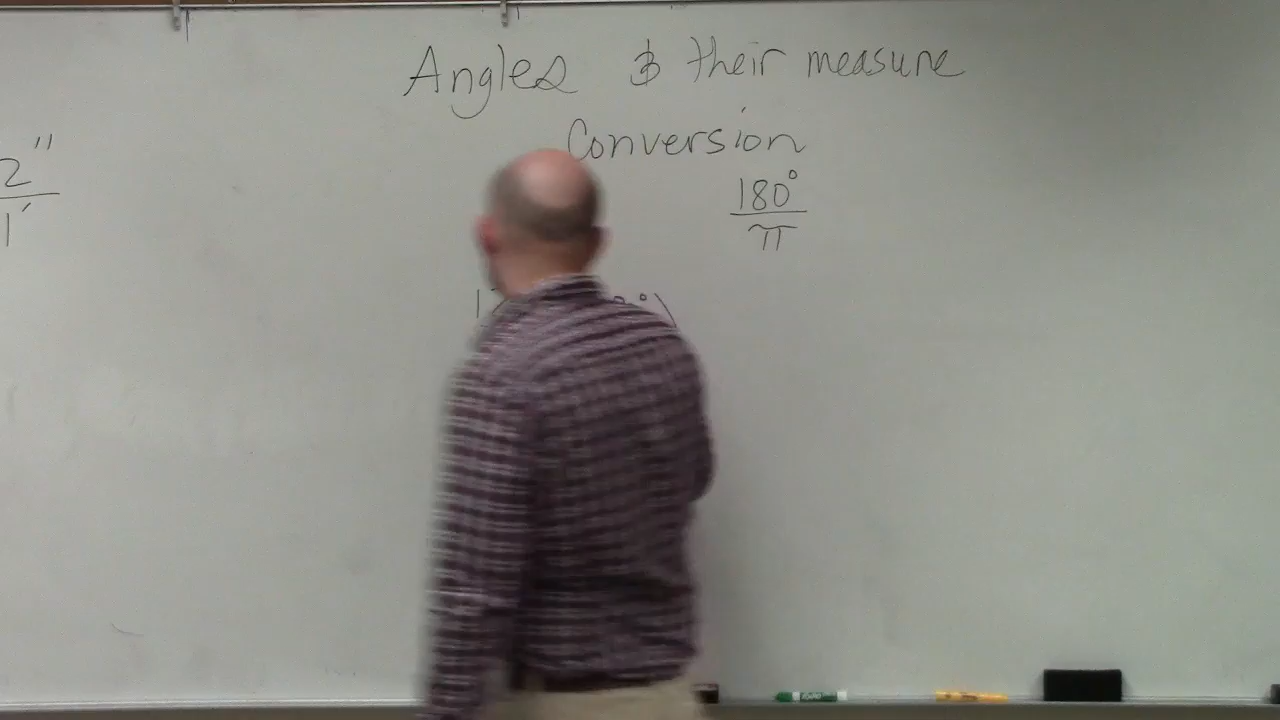 Angles & their measure
Conversion
2"
1'
180°
π